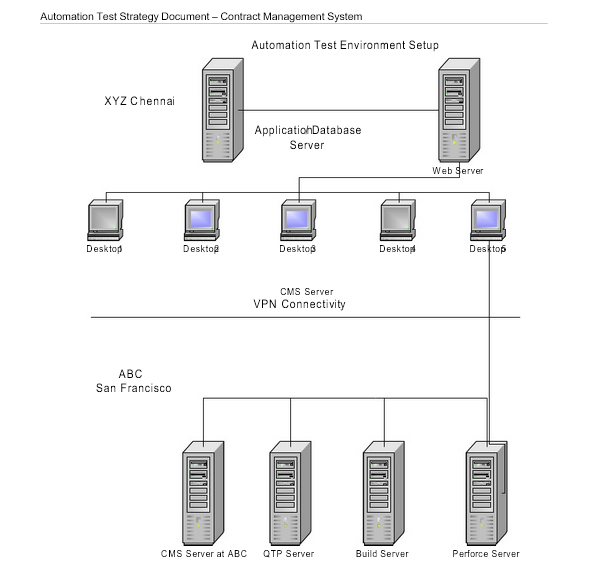 Automation Test Strategy Document – Contract Management System
Automation Test Environment Setup
XYZ Chennai
Application/Database
Server
Web Server
Desktop1
Desktop2
Desktop3
Desktop4
Desktop5
CMS Server
VPN Connectivity
ABC
San Francisco
CMS Server at ABC
QTP Server
Build Server
Perforce Server